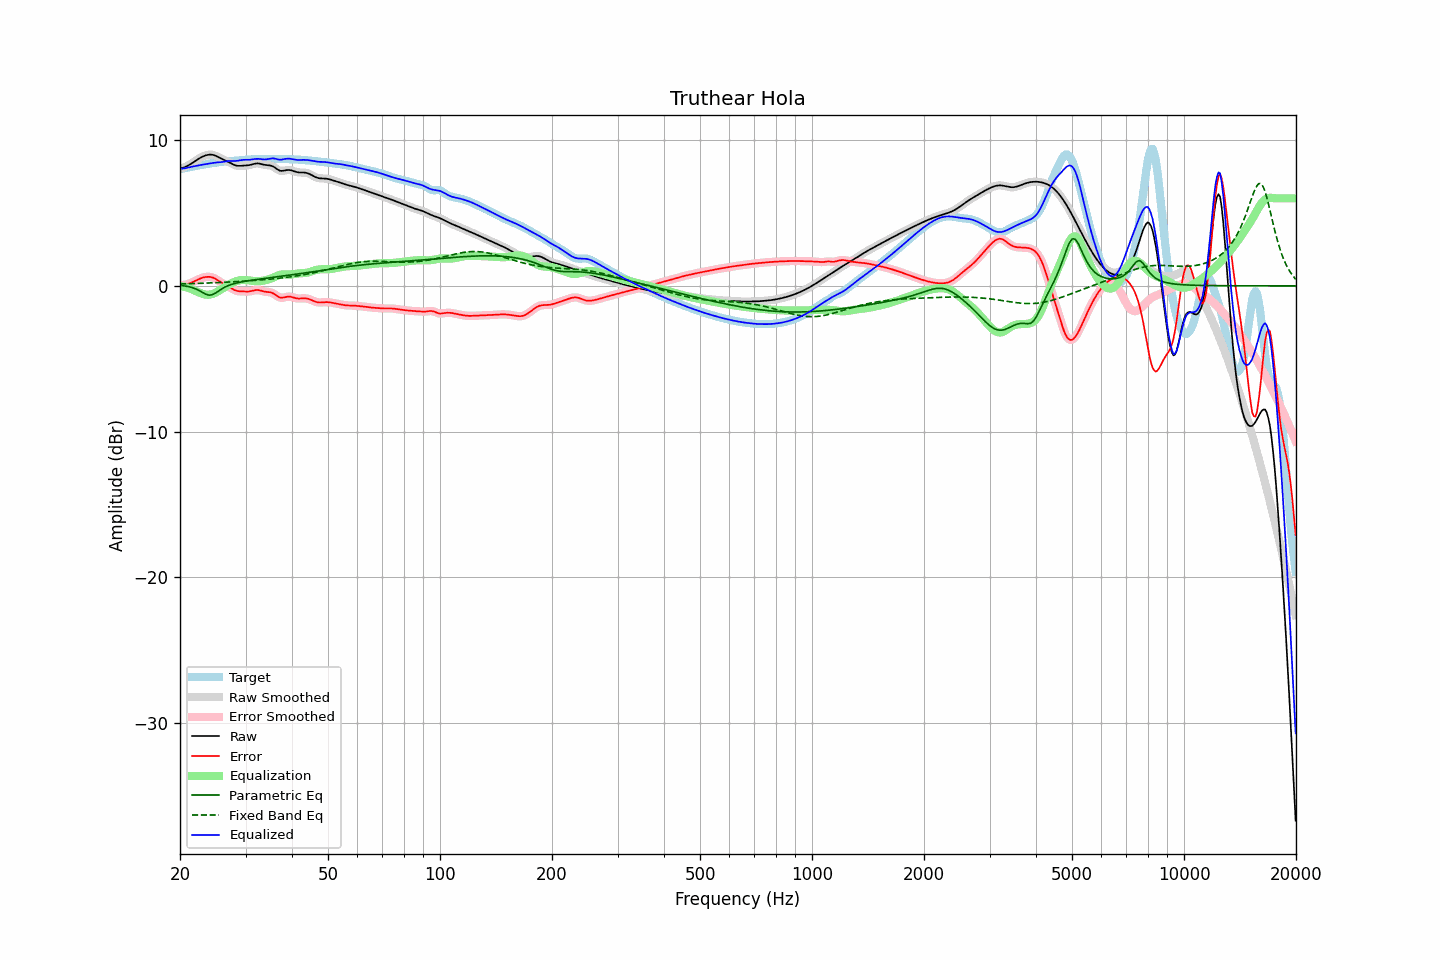 Truthear Hola
10
0
−10
−20
−30
Amplitude (dBr)
20
50
100
200
500
1000
2000
5000
10000
20000
Frequency (Hz)
Target
Raw Smoothed
Error Smoothed
Raw
Error
Equalization
Parametric Eq
Fixed Band Eq
Equalized